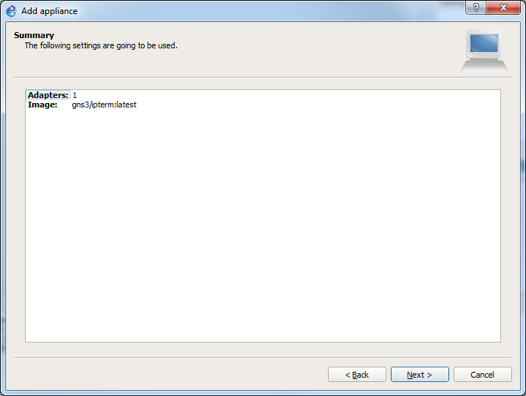 Add appliance
Summary
The following settings are going to be used.
Adapters: 1
Image: gns3/ipterm:latest
< Back
Next >
Cancel